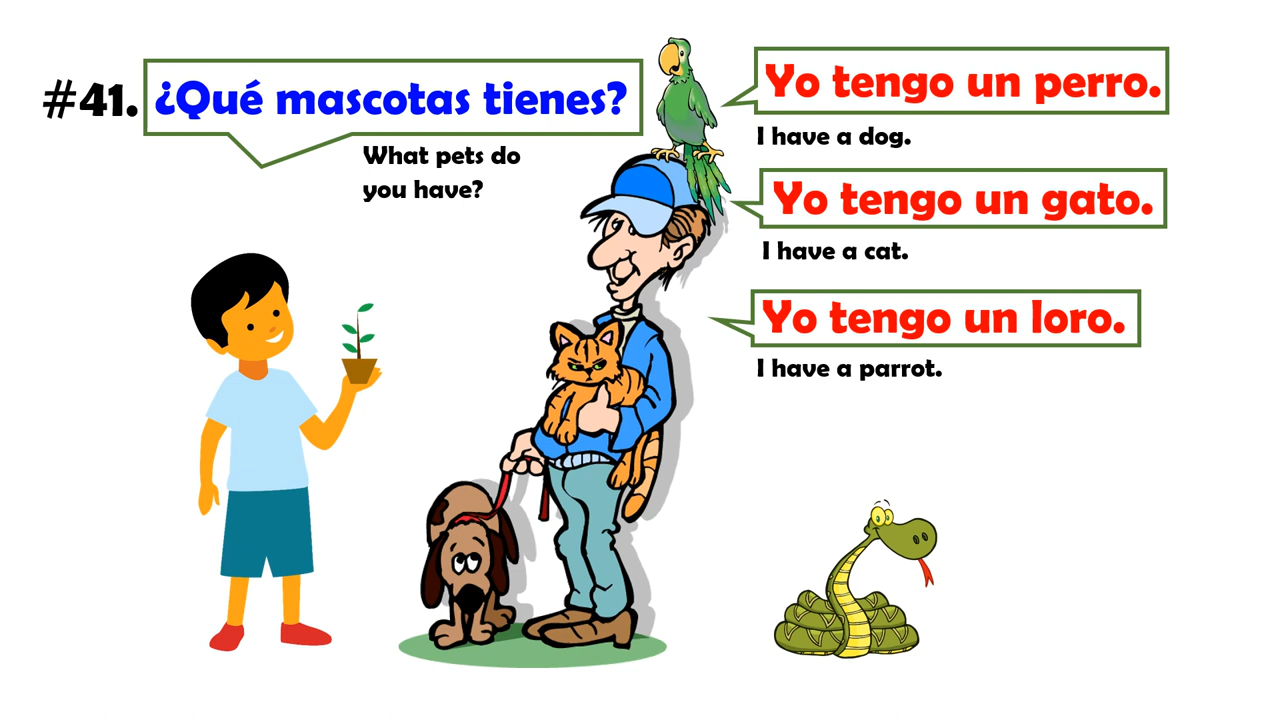 #41. ¿Qué mascotas tienes?
What pets do
you have?
Yo tengo un perro.
I have a dog.
Yo tengo un gato.
I have a cat.
Yo tengo un loro.
I have a parrot.